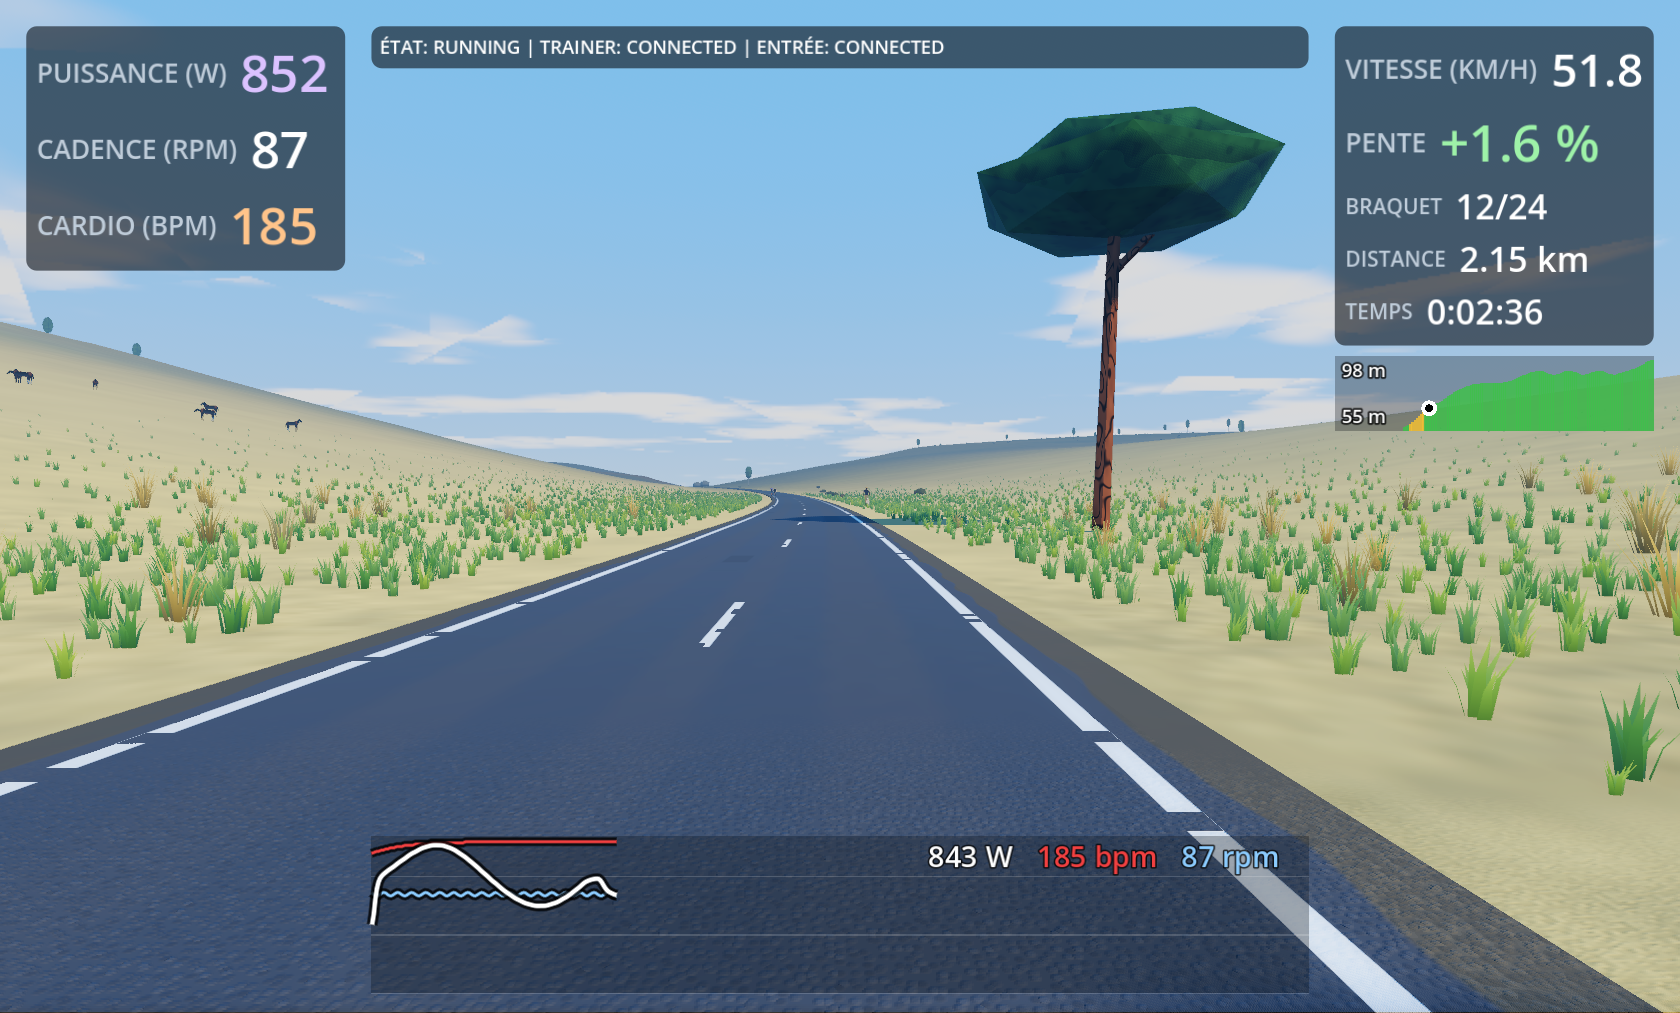 PUISSANCE (W) 852
CADENCE (RPM) 87
CARDIO (BPM) 185
ÉTAT: RUNNING | TRAINER: CONNECTED | ENTRÉE: CONNECTED
VITESSE (KM/H) 51.8
PENTE +1.6 %
BRAQUET 12/24
DISTANCE 2.15 km
TEMPS 0:02:36
98 m
55 m
843 W 185 bpm 87 rpm